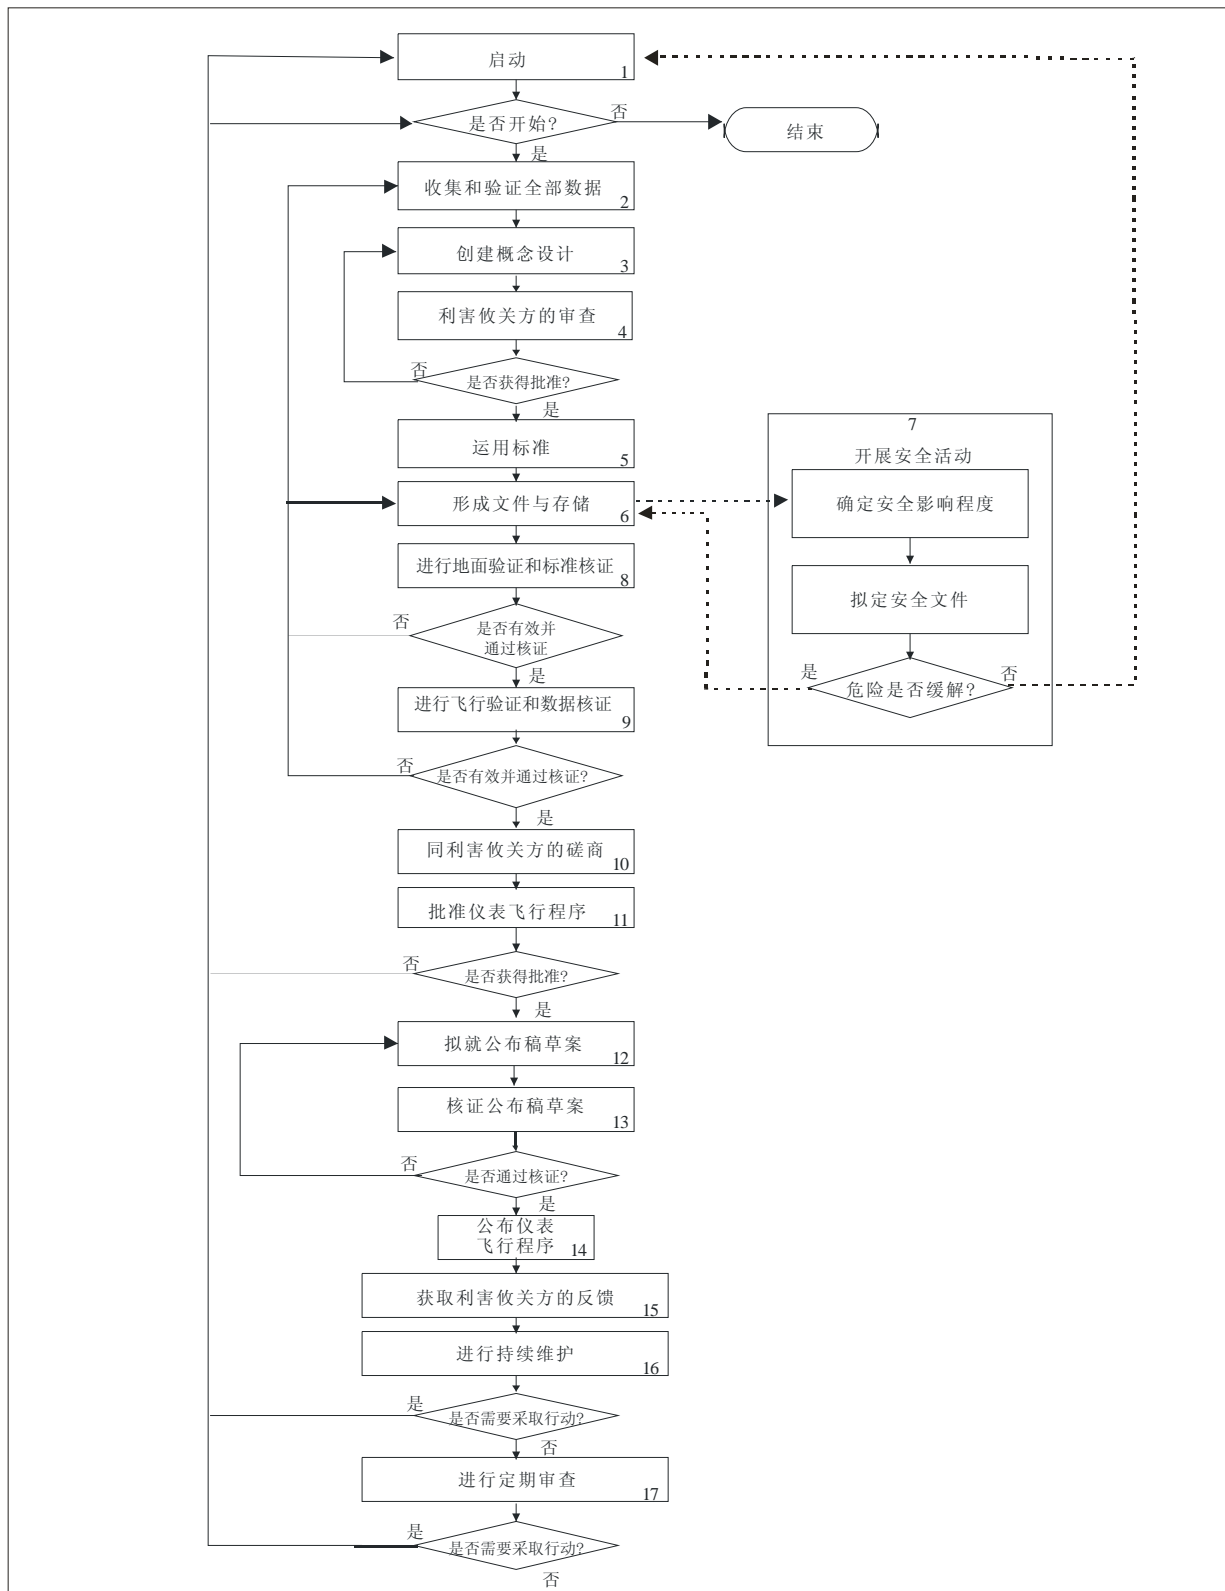 启动
1
是否开始?
否
结束
是
收集和验证全部数据
2
创建概念设计
3
利害攸关方的审查
4
否
是否获得批准?
是
运用标准
5
形成文件与存储
6
7
开展安全活动
确定安全影响程度
拟定安全文件
是
危险是否缓解?
否
进行地面验证和标准核证
8
否
是否有效并
通过核证
是
进行飞行验证和数据核证
9
否
是否有效并通过核证?
是
同利害攸关方的磋商
10
批准仪表飞行程序
11
否
是否获得批准?
是
拟就公布稿草案
12
核证公布稿草案
13
否
是否通过核证?
是
公布仪表
飞行程序
14
获取利害攸关方的反馈
15
进行持续维护
16
是
是否需要采取行动?
否
进行定期审查
17
是
是否需要采取行动?
否